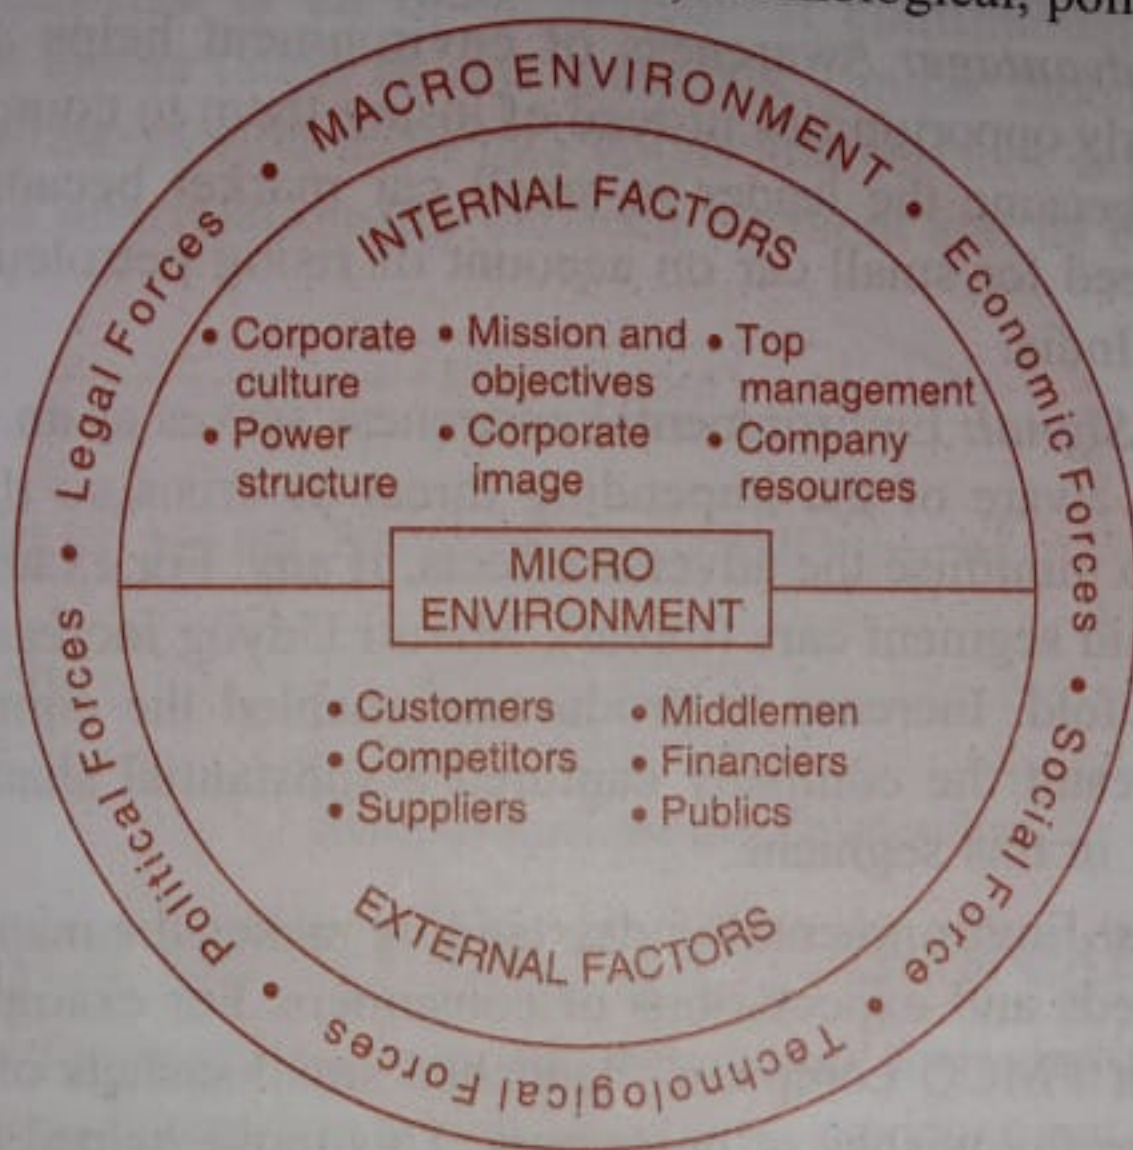 MACRO ENVIRONMENT
• Economic Forces
• Social Force
• Technological Forces
• Political Forces
• Legal Forces
•
INTERNAL FACTORS
• Corporate culture
• Mission and objectives
• Top management
• Power structure
• Corporate image
• Company resources
MICRO
ENVIRONMENT
• Customers
• Middlemen
• Competitors
• Financiers
• Suppliers
• Publics
EXTERNAL FACTORS